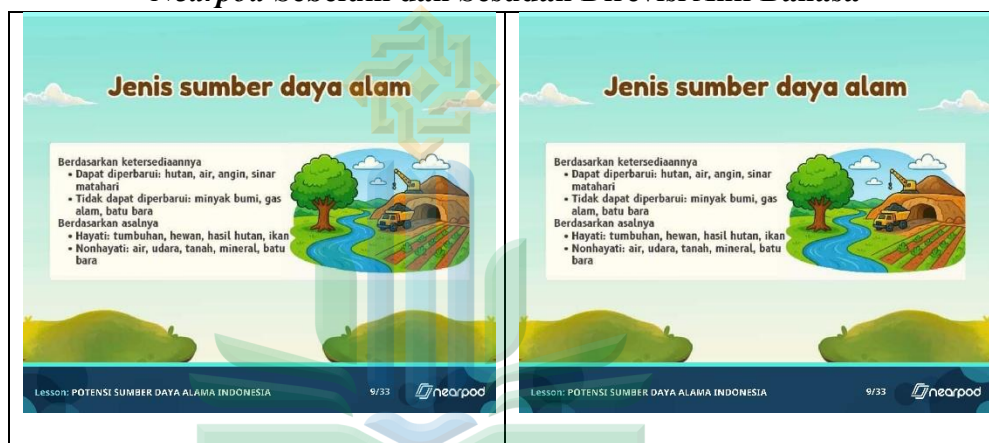 Nearpod Sebelum dan Sesudah Direvisi Ahli Bahasa
Jenis sumber daya alam
Berdasarkan ketersediaannya
• Dapat diperbarui: hutan, air, angin, sinar
matahari
• Tidak dapat diperbarui: minyak bumi, gas
alam, batu bara
Berdasarkan asalnya
• Hayati: tumbuhan, hewan, hasil hutan, ikan
• Nonhayati: air, udara, tanah, mineral, batu
bara
Lesson: POTENSI SUMBER DAYA ALAMA INDONESIA
9/33
nearpod
Jenis sumber daya alam
Berdasarkan ketersediaannya
• Dapat diperbarui: hutan, air, angin, sinar
matahari
• Tidak dapat diperbarui: minyak bumi, gas
alam, batu bara
Berdasarkan asalnya
• Hayati: tumbuhan, hewan, hasil hutan, ikan
• Nonhayati: air, udara, tanah, mineral, batu
bara
Lesson: POTENSI SUMBER DAYA ALAMA INDONESIA
9/33
nearpod